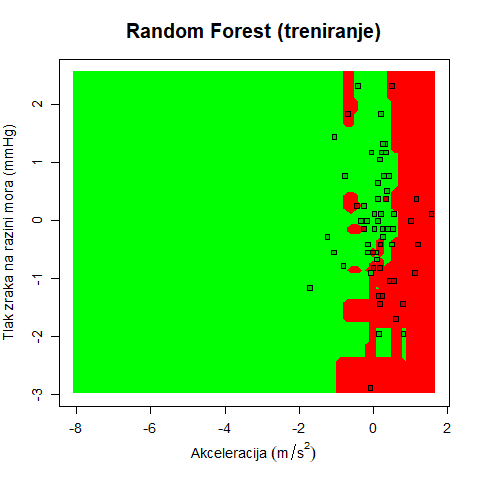 Random Forest (treniranje)
Tlak zraka na razini mora (mmHg)
2
1
0
-1
-2
-3
-8 -6 -4 -2 0 2
Akceleracija (m/s²)